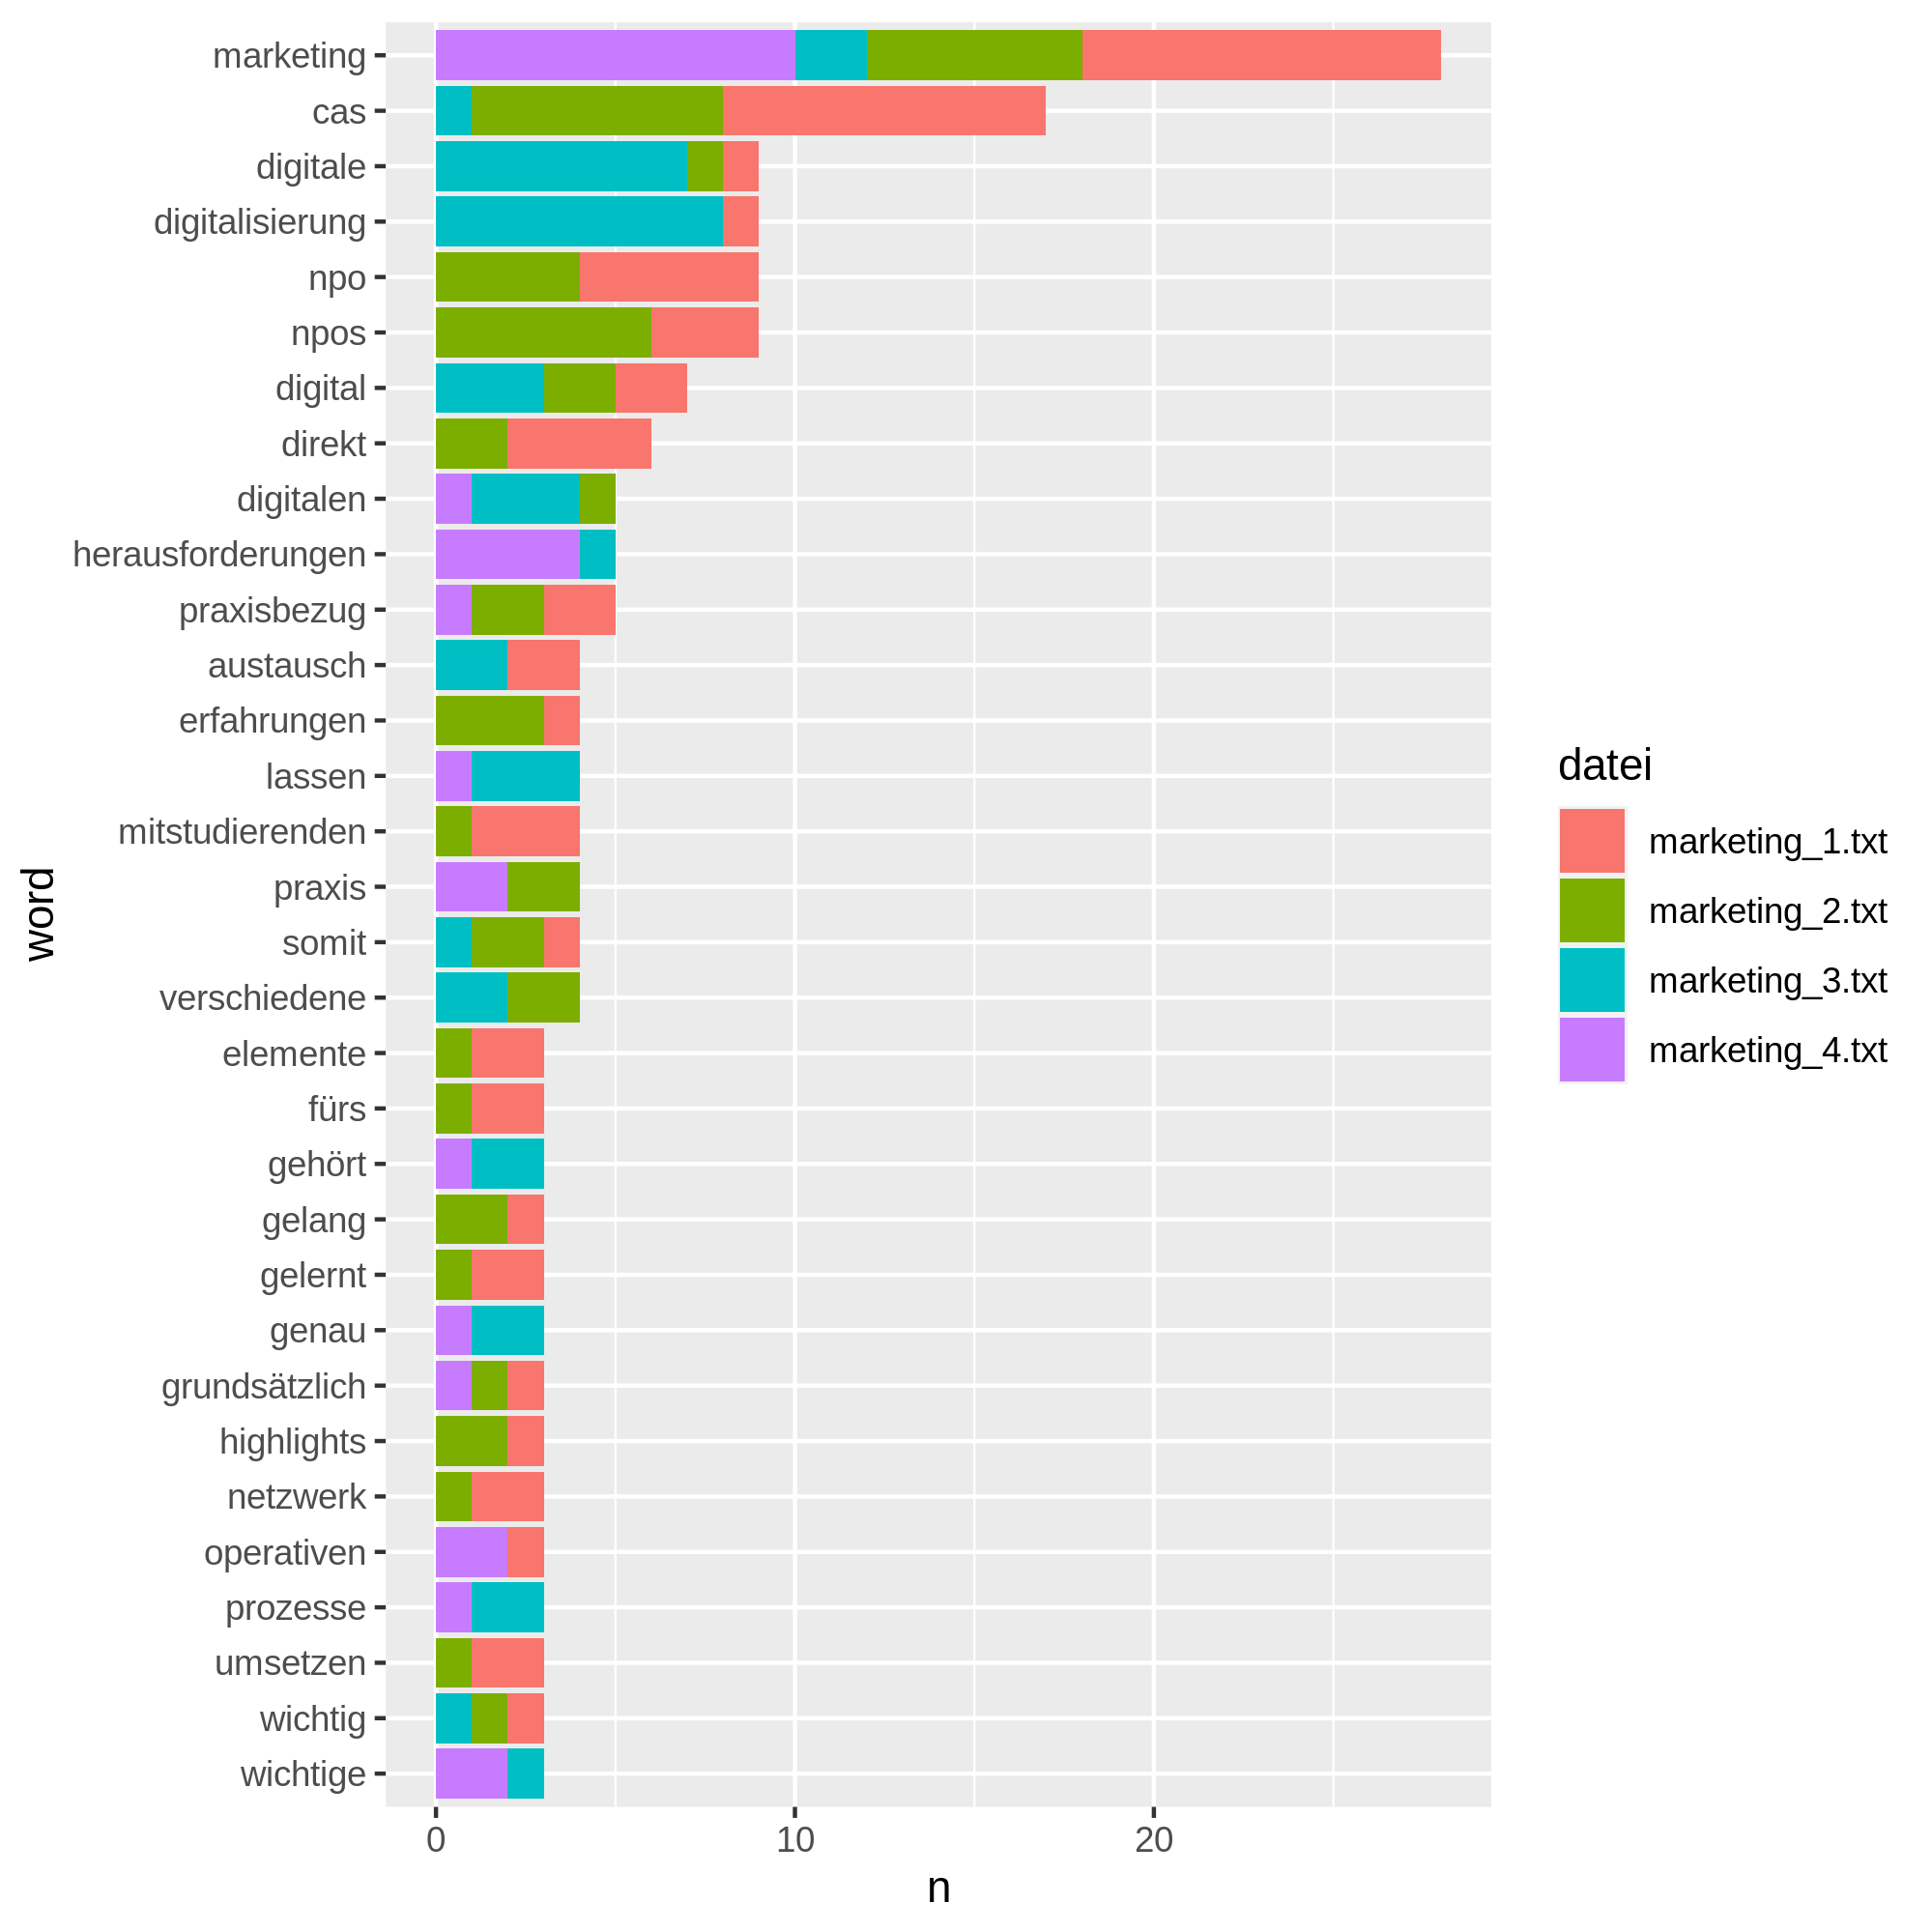 marketing
cas
digitale
digitalisierung
npo
npos
digital
direkt
digitalen
herausforderungen
praxisbezug
austausch
erfahrungen
lassen
mitstudierenden
praxis
somit
verschiedene
elemente
fürs
gehört
gelang
gelernt
genau
grundsätzlich
highlights
netzwerk
operativen
prozesse
umsetzen
wichtig
wichtige
word
0 10 20
n
datei
marketing_1.txt
marketing_2.txt
marketing_3.txt
marketing_4.txt